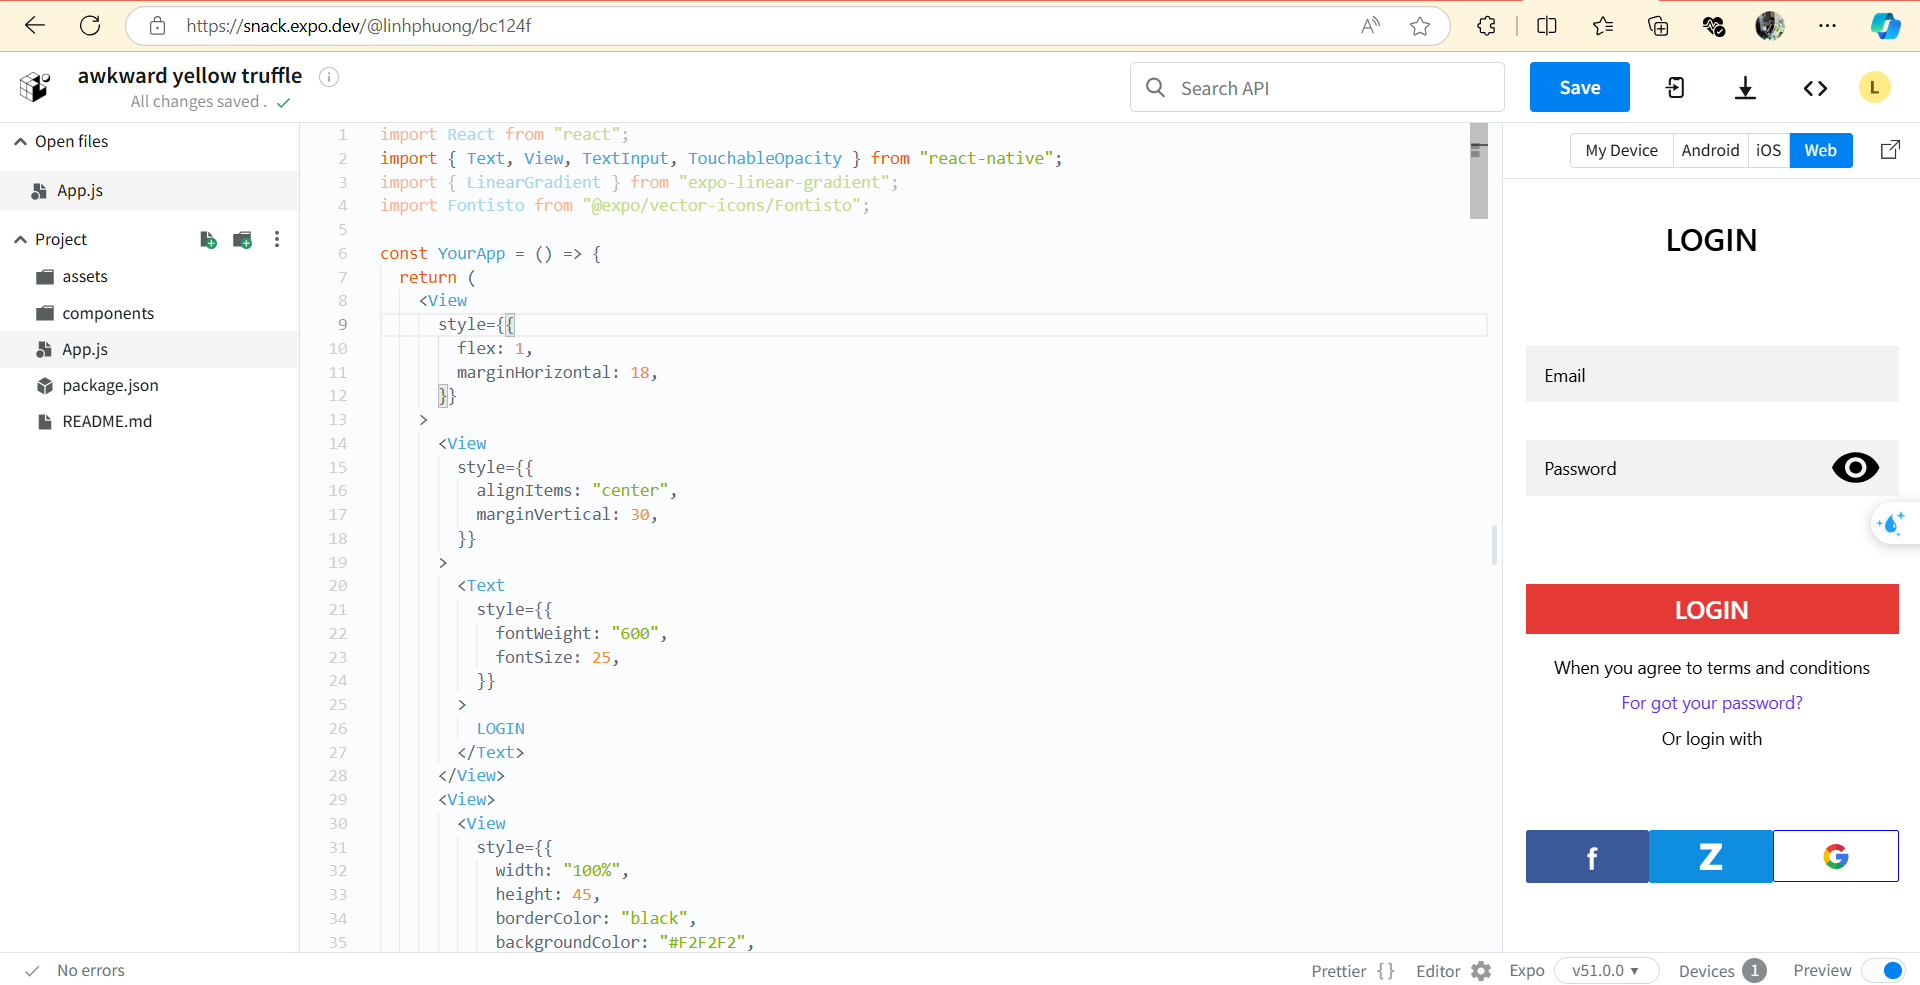 https://snack.expo.dev/@linhphuong/bc124f
awkward yellow truffle
All changes saved .
Search API
Save
L
Open files
App.js
Project
assets
components
App.js
package.json
README.md
1 import React from "react";
2 import { Text, View, TextInput, TouchableOpacity } from "react-native";
3 import { LinearGradient } from "expo-linear-gradient";
4 import Fontisto from "@expo/vector-icons/Fontisto";
5
6 const YourApp = () => {
7 return (
8 <View
9 style={{
10 flex: 1,
11 marginHorizontal: 18,
12 }}
13 >
14 <View
15 style={{
16 alignItems: "center",
17 marginVertical: 30,
18 }}
19 >
20 <Text
21 style={{
22 fontWeight: "600",
23 fontSize: 25,
24 }}
25 >
26 LOGIN
27 </Text>
28 </View>
29 <View>
30 <View
31 style={{
32 width: "100%",
33 height: 45,
34 borderColor: "black",
35 backgroundColor: "#F2F2F2",
My Device Android iOS Web
LOGIN
Email
Password
LOGIN
When you agree to terms and conditions
For got your password?
Or login with
f Z G
No errors
Prettier {} Editor Expo v51.0.0 Devices 1 Preview